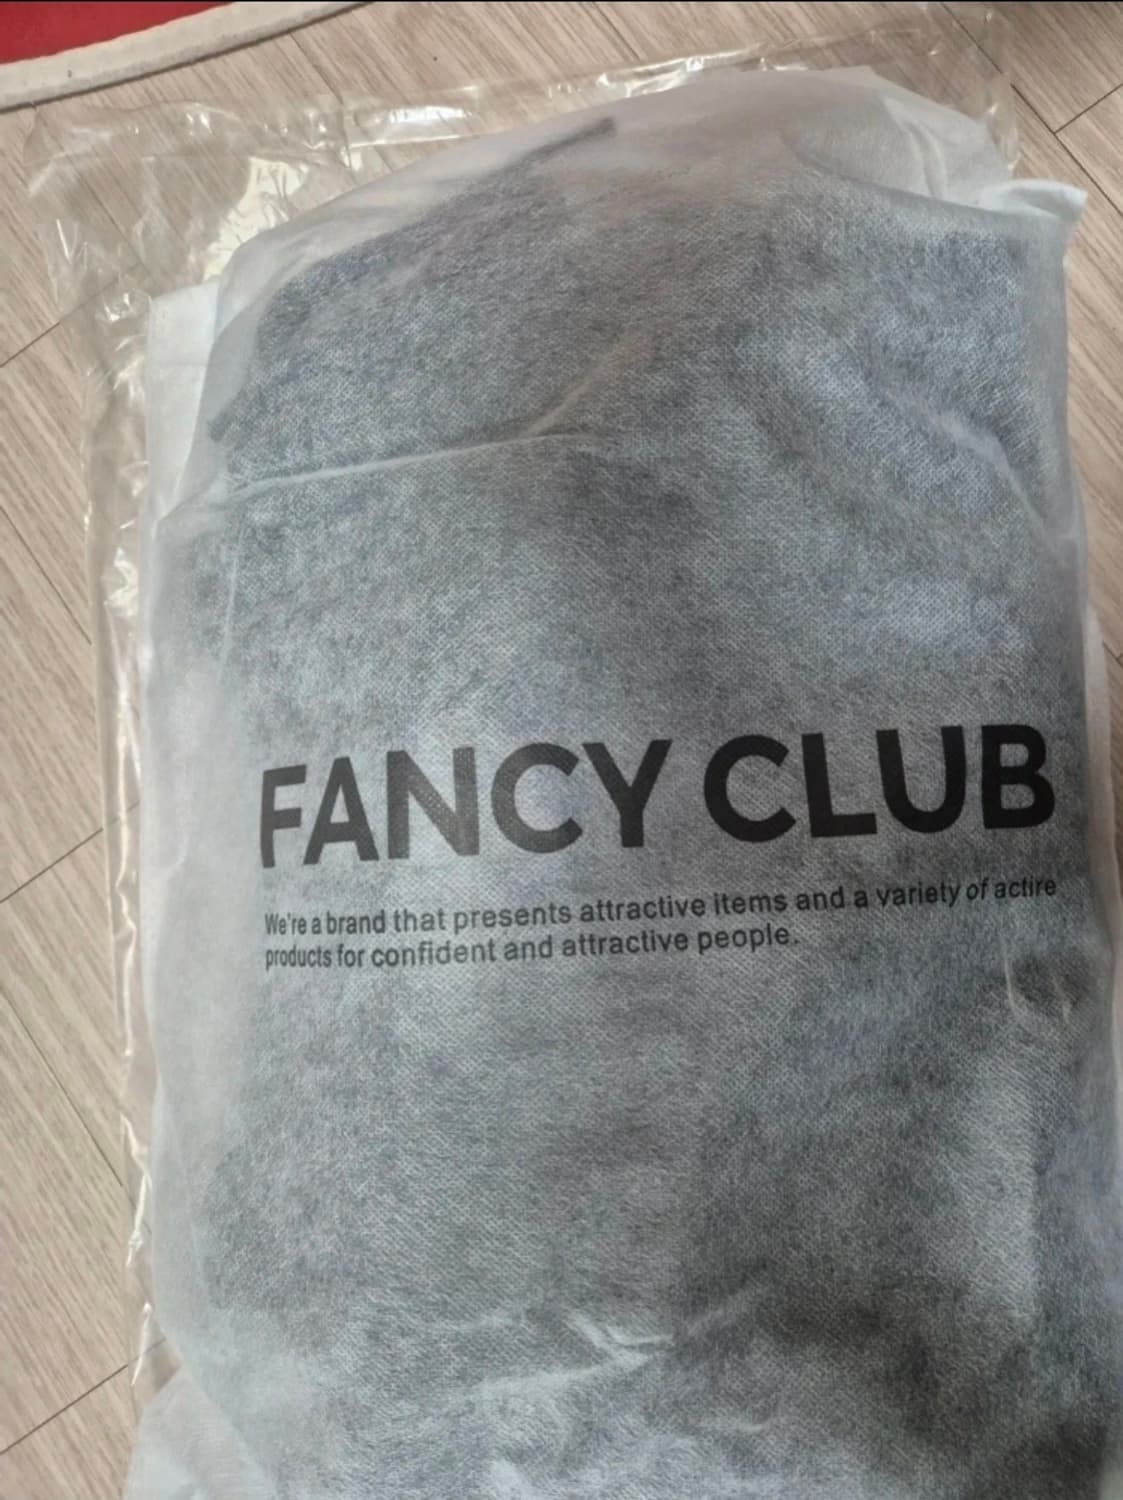 FANCY CLUB
We're a brand that presents attractive items and a variety of actire
products for confident and attractive people.